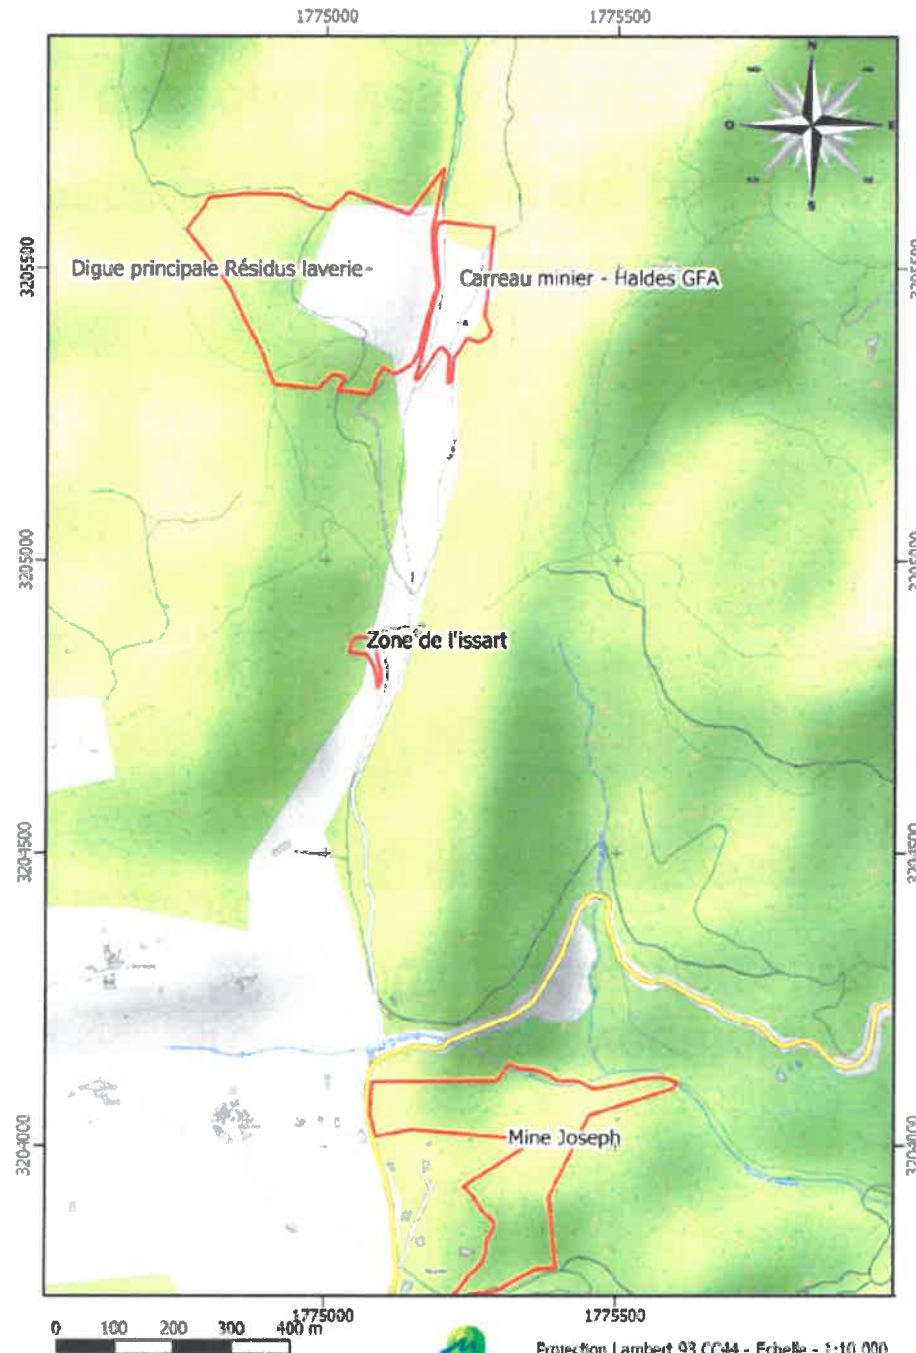 1775000 1775500
N
O E
S
3205500
Digue principale Résidus laverie
Carreau minier - Haldes GFA
3205000
Zone de l'issart
3204500
3204000
Mine Joseph
1775000 1775500
0 100 200 300 400 m
Projection Lambert 93 CC44 - Echelle - 1:10 000